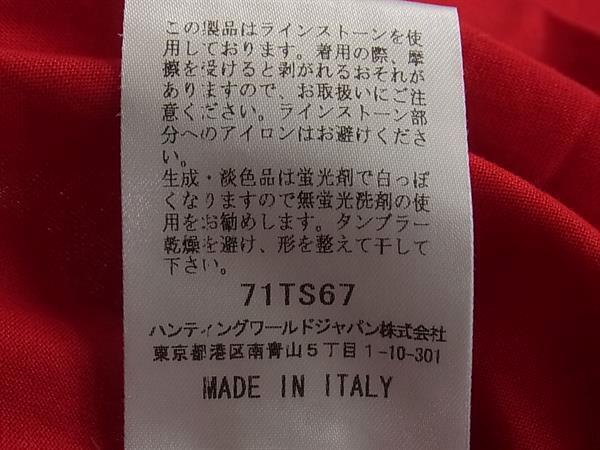 この製品はラインストーンを使
用しております。着用の際、摩
擦を受けると剥がれるおそれが
ありますので、お取扱いにご注
意ください。ラインストーン部
分へのアイロンはお避けくださ
い。
生成・淡色品は蛍光剤で白っぽ
くなりますので無蛍光洗剤の使
用をお勧めします。タンブラー
乾燥を避け、形を整えて干して
下さい。
71TS67
ハンティングワールドジャパン株式会社
東京都港区南青山5丁目1-10-301
MADE IN ITALY